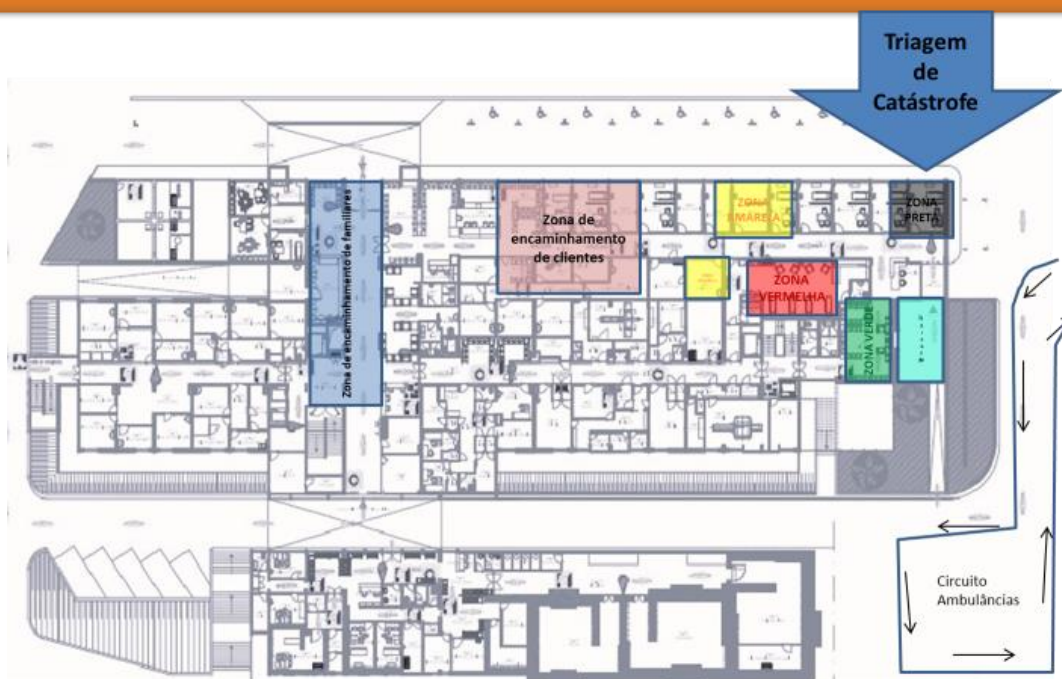 Triagem
de
Catástrofe
Zona de encaminhamento de familiares
Zona de
encaminhamento
de clientes
ZONA
AMARELA
ZONA
PRETA
ZONA
VERMELHA
ZONA VERDE
Circuito
Ambulâncias